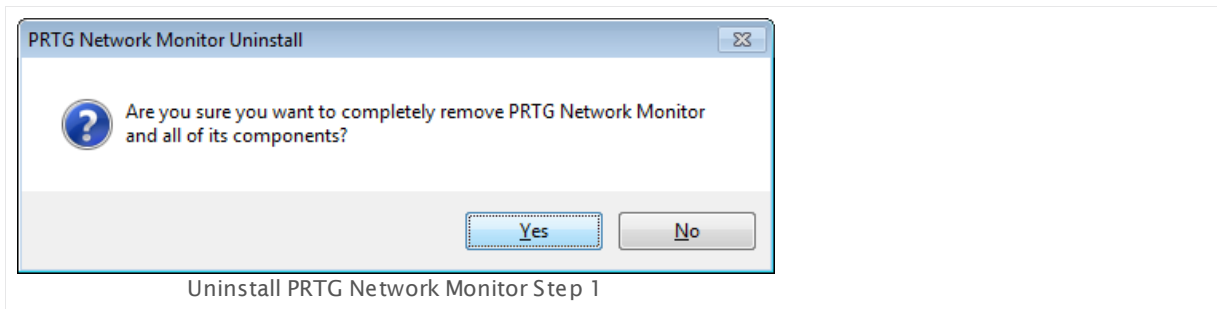 PRTG Network Monitor Uninstall
Are you sure you want to completely remove PRTG Network Monitor
and all of its components?
Yes No
Uninstall PRTG Network Monitor Step 1